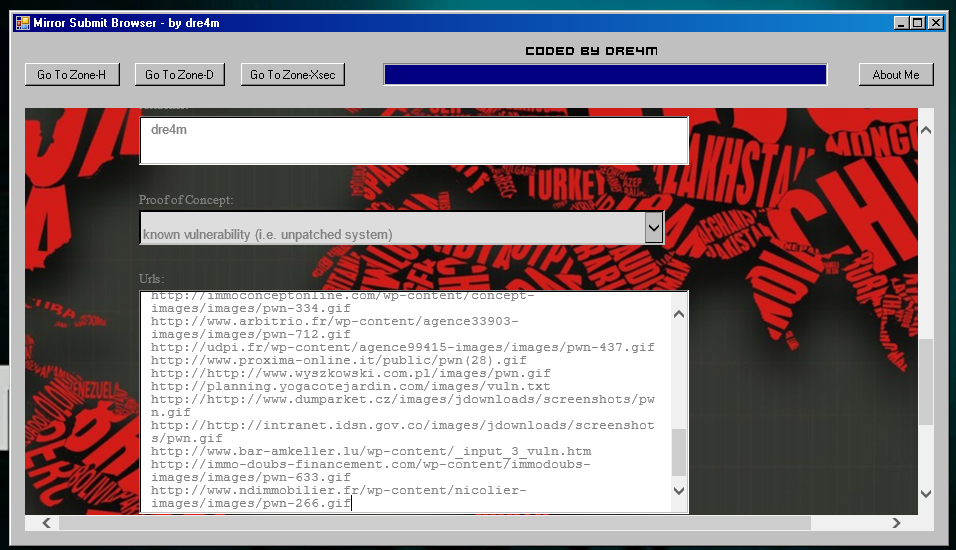 Mirror Submit Browser - by dre4m
CODED BY DRE4M
Go To Zone-H
Go To Zone-D
Go To Zone-Xsec
About Me
dre4m
Proof of Concept:
known vulnerability (i.e. unpatched system)
Urls:
http://immoconceptonline.com/wp-content/concept-
images/images/pwn-334.gif
http://www.arbitrio.fr/wp-content/agence33903-
images/images/pwn-712.gif
http://udpi.fr/wp-content/agence99415-images/images/pwn-437.gif
http://www.proxima-online.it/public/pwn(28).gif
http://http://www.wyszkowski.com.pl/images/pwn.gif
http://planning.yogacotejardin.com/images/vuln.txt
http://http://www.dumparket.cz/images/jdownloads/screenshots/pw
n.gif
http://http://intranet.idsn.gov.co/images/jdownloads/screenshot
s/pwn.gif
http://www.bar-amkeller.lu/wp-content/_input_3_vuln.htm
http://immo-doubs-financement.com/wp-content/immodoubs-
images/images/pwn-633.gif
http://www.ndimmobilier.fr/wp-content/nicolier-
images/images/pwn-266.gif
TURKEY
KAZAKHSTAN
MONGO
AFGHANISTAN
VENEZUELA